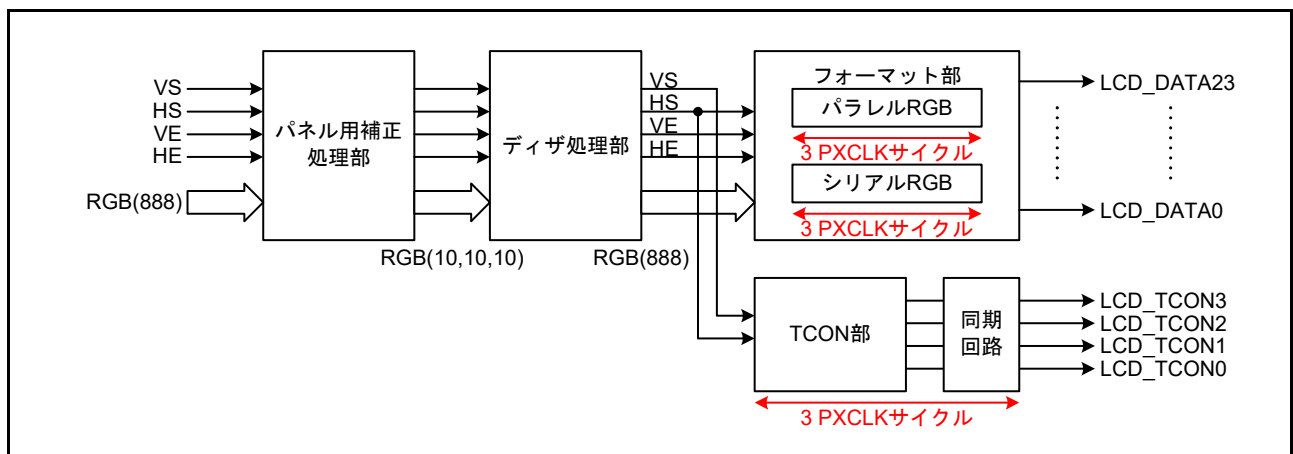 VS
HS
VE
HE
RGB(888)
パネル用補正
処理部
RGB(10,10,10)
ディザ処理部
VS
HS
VE
HE
RGB(888)
フォーマット部
パラレルRGB
3 PXCLKサイクル
シリアルRGB
3 PXCLKサイクル
LCD_DATA23
LCD_DATA0
TCON部
同期
回路
3 PXCLKサイクル
LCD_TCON3
LCD_TCON2
LCD_TCON1
LCD_TCON0